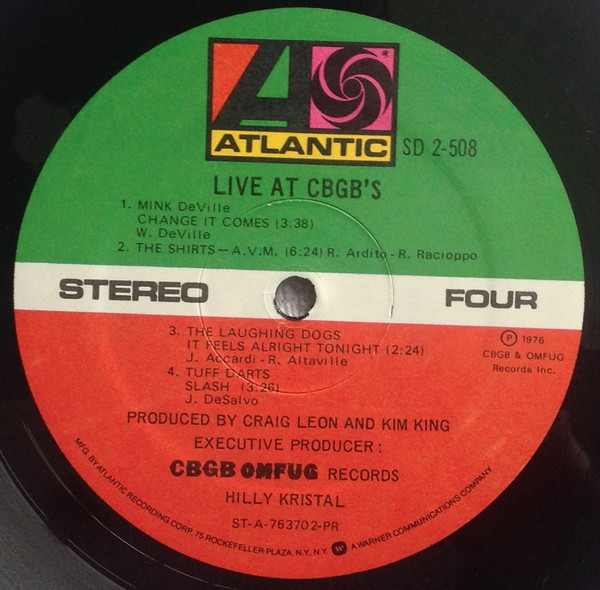 ATLANTIC
SD 2-508
LIVE AT CBGB'S
1. MINK DeVille
CHANGE IT COMES (3:38)
W. DeVille
2. THE SHIRTS — A.V.M. (6:24) R. Ardito - R. Racioppo
STEREO
FOUR
3. THE LAUGHING DOGS
IT FEELS ALRIGHT TONIGHT (2:24)
J. Accardi - R. Altaville
4. TUFF DARTS
SLASH (3:26)
J. DeSalvo
Ⓟ 1976
CBGB & OMFUG
Records Inc.
PRODUCED BY CRAIG LEON AND KIM KING
EXECUTIVE PRODUCER :
CBGB OMFUG RECORDS
HILLY KRISTAL
ST-A-763702-PR
MFG. BY ATLANTIC RECORDING CORP. 75 ROCKEFELLER PLAZA, N.Y., N.Y. W A WARNER COMMUNICATIONS COMPANY